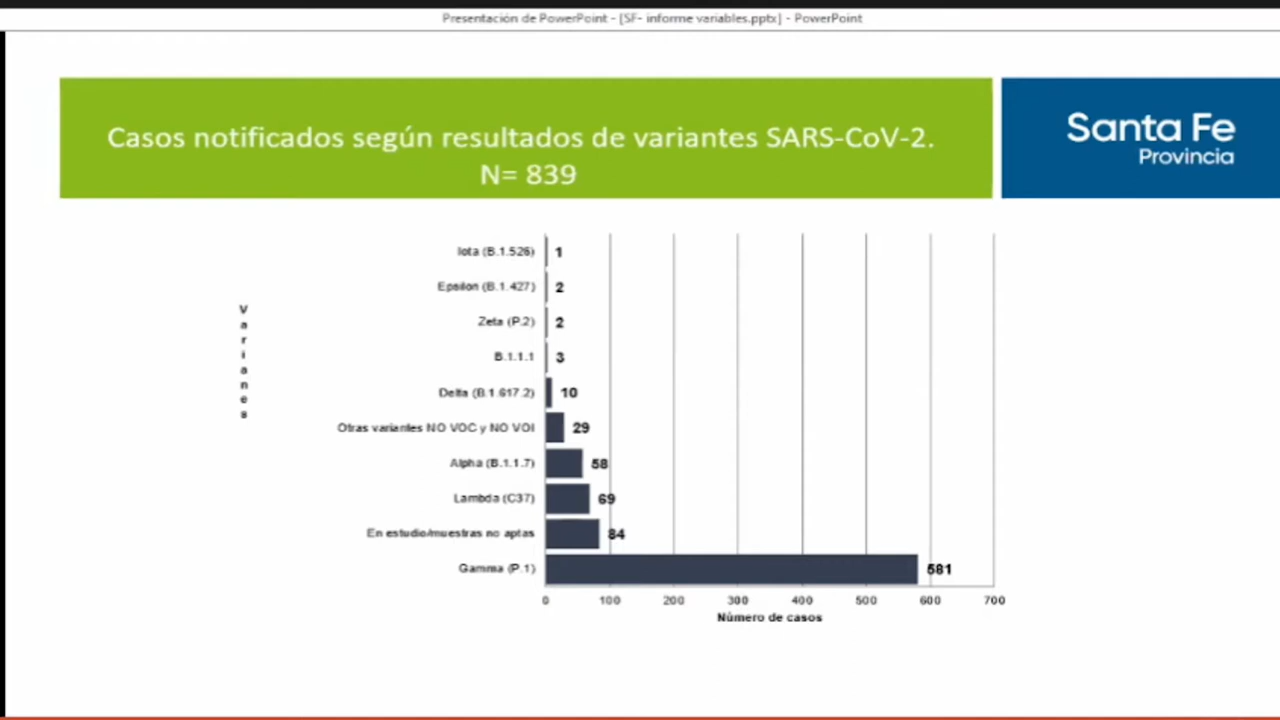 Presentación de PowerPoint - [SF- informe variables.pptx] - PowerPoint
Casos notificados según resultados de variantes SARS-CoV-2.
N= 839
Santa Fe
Provincia
Varianes
Iota (B.1.526) 1
Epsilon (B.1.427) 2
Zeta (P.2) 2
B.1.1.1 3
Delta (B.1.617.2) 10
Otras variantes NO VOC y NO VOI 29
Alpha (B.1.1.7) 58
Lambda (C37) 69
En estudio/muestras no aptas 84
Gamma (P.1) 581
0 100 200 300 400 500 600 700
Número de casos